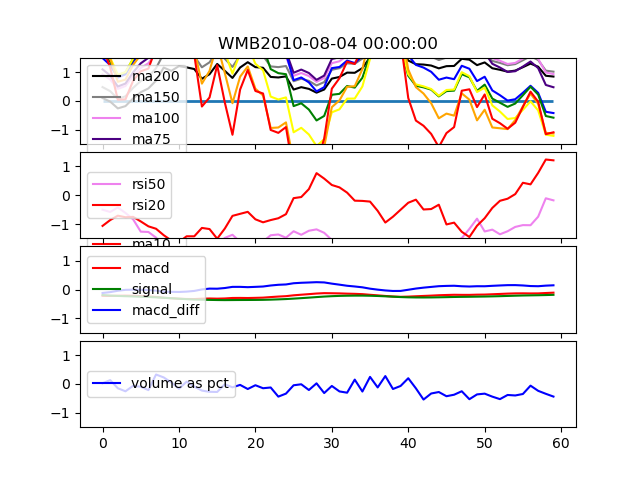 WMB2010-08-04 00:00:00
1
0
−1
ma200
ma150
ma100
ma75
ma10
1
0
−1
rsi50
rsi20
1
0
−1
macd
signal
macd_diff
1
0
−1
volume as pct
0 10 20 30 40 50 60